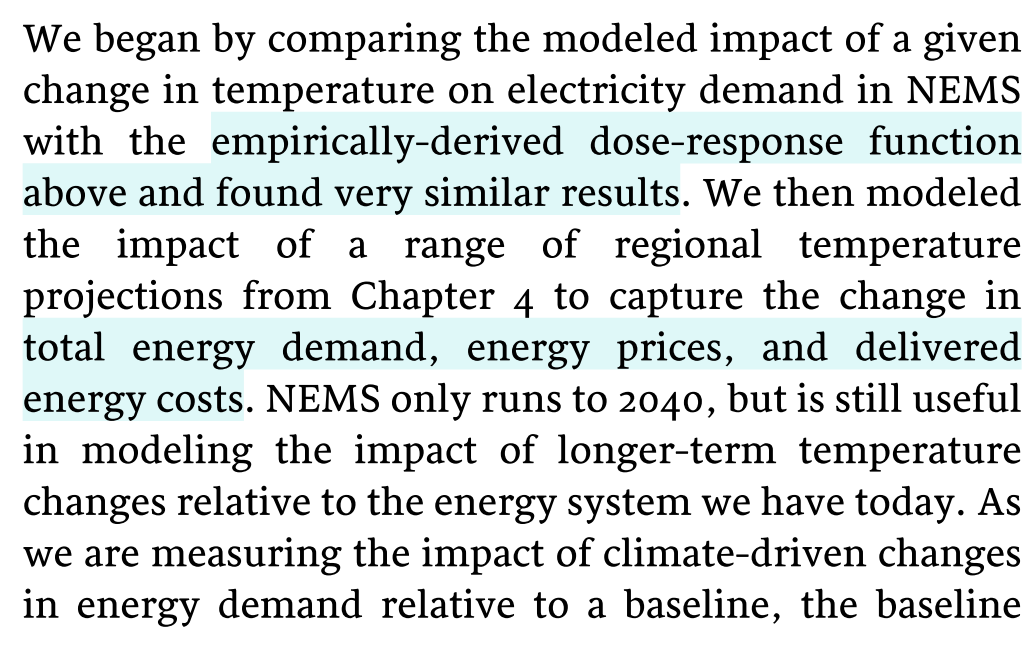 We began by comparing the modeled impact of a given
change in temperature on electricity demand in NEMS
with the empirically-derived dose-response function
above and found very similar results. We then modeled
the impact of a range of regional temperature
projections from Chapter 4 to capture the change in
total energy demand, energy prices, and delivered
energy costs. NEMS only runs to 2040, but is still useful
in modeling the impact of longer-term temperature
changes relative to the energy system we have today. As
we are measuring the impact of climate-driven changes
in energy demand relative to a baseline, the baseline